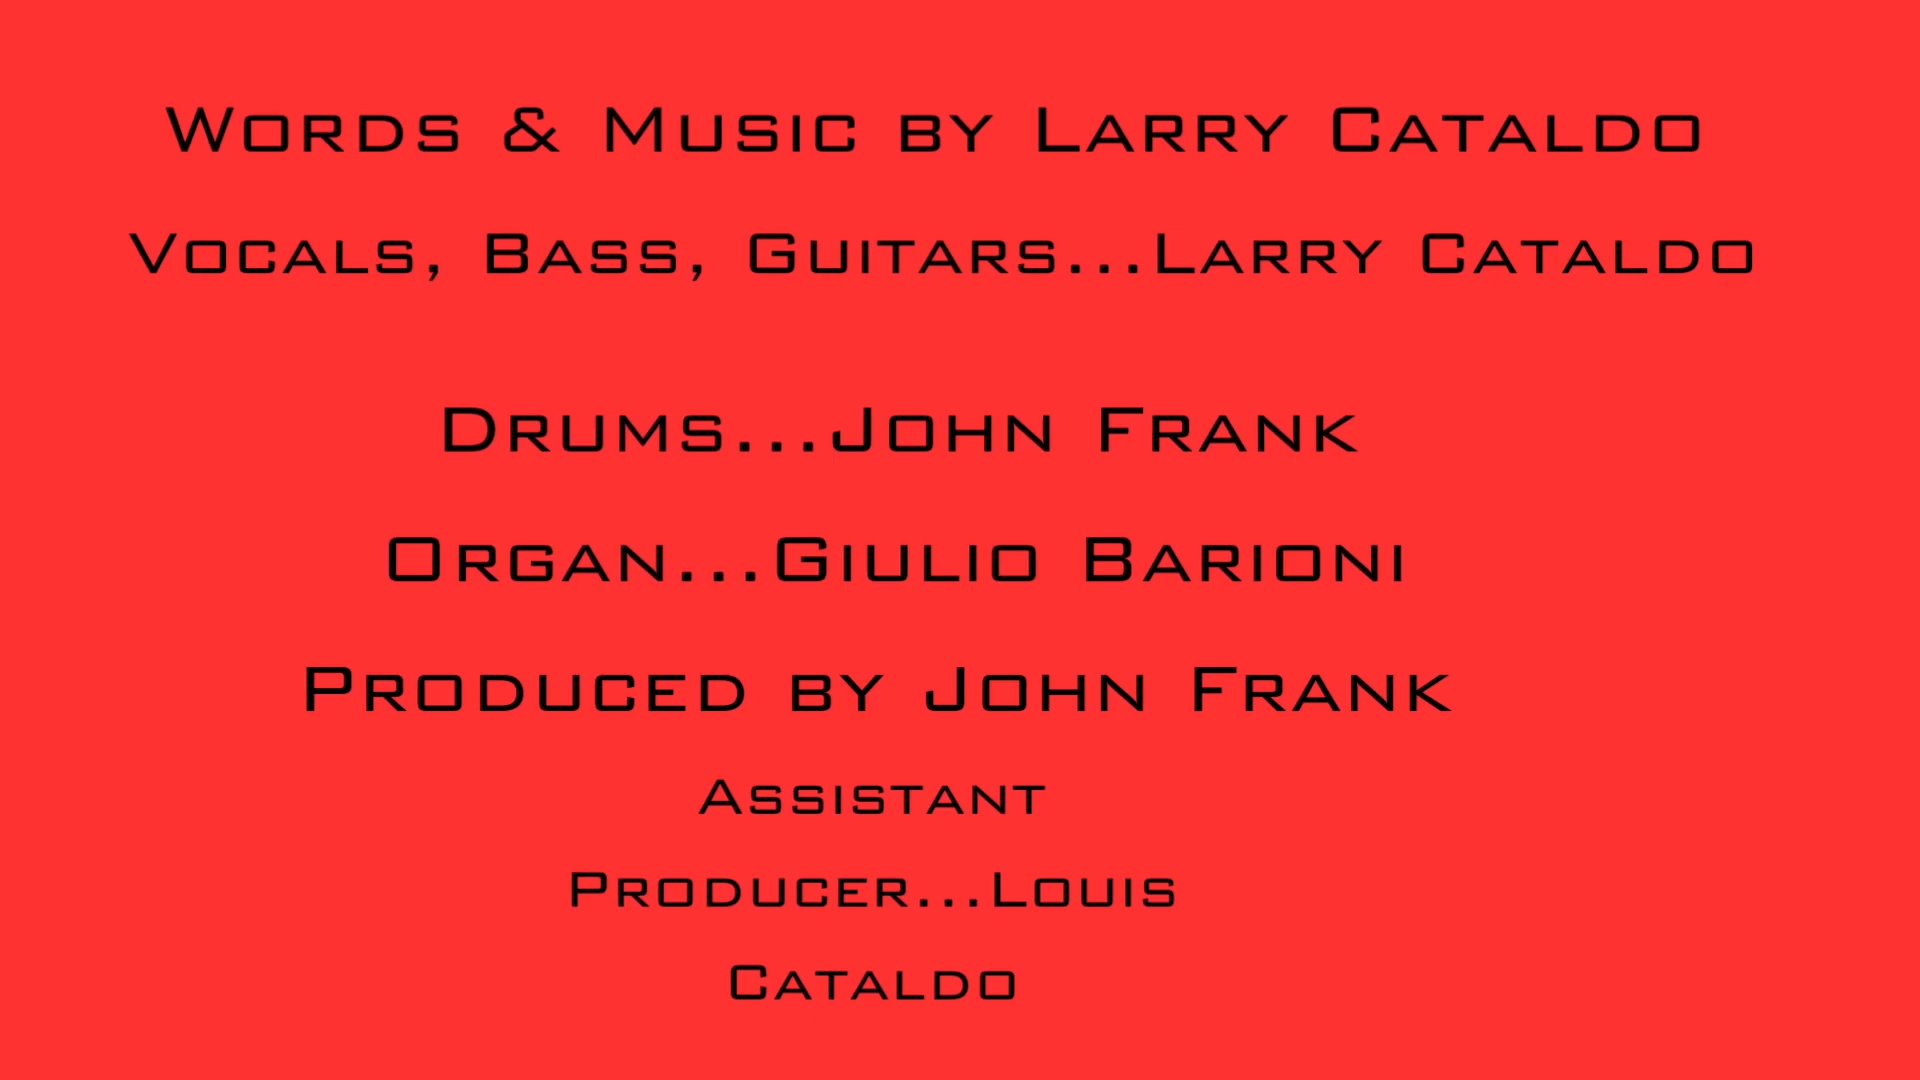 Words & Music by Larry Cataldo
Vocals, Bass, Guitars...Larry Cataldo
Drums...John Frank
Organ...Giulio Barioni
Produced by John Frank
Assistant
Producer...Louis
Cataldo